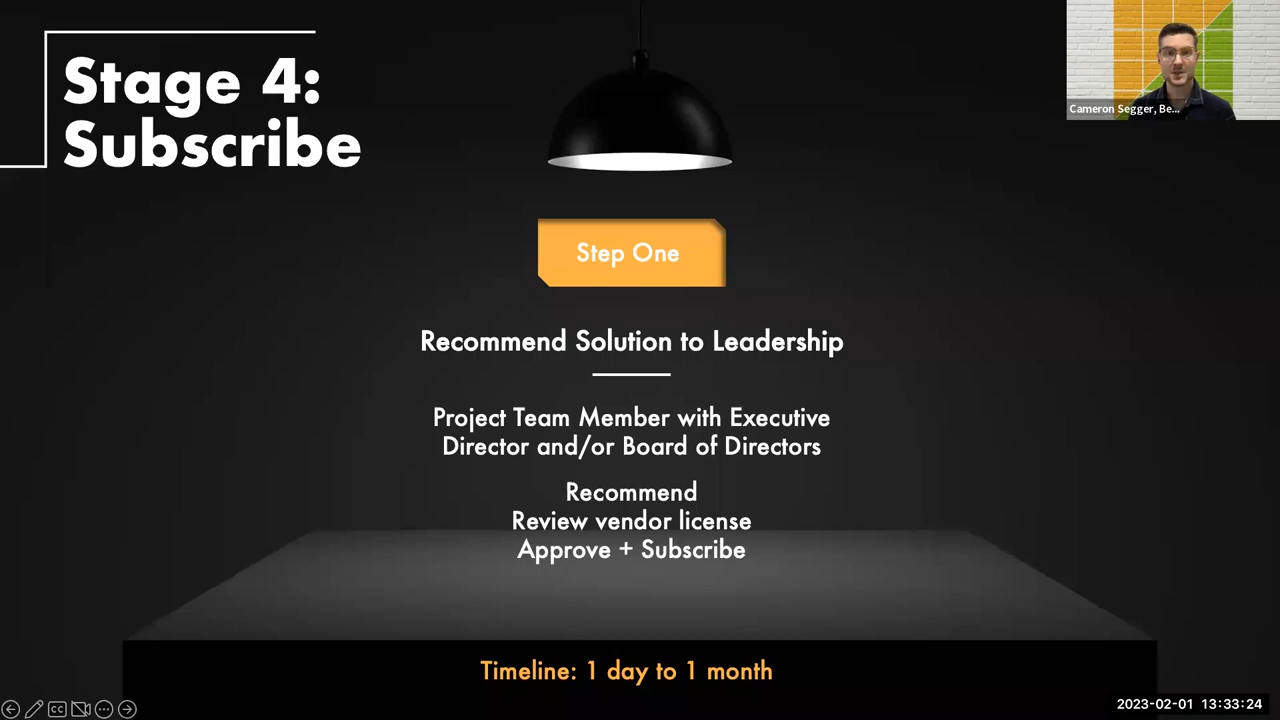 Stage 4:
Subscribe
Cameron Segger, Be...
Step One
Recommend Solution to Leadership
Project Team Member with Executive
Director and/or Board of Directors
Recommend
Review vendor license
Approve + Subscribe
Timeline: 1 day to 1 month
CC
2023-02-01 13:33:24